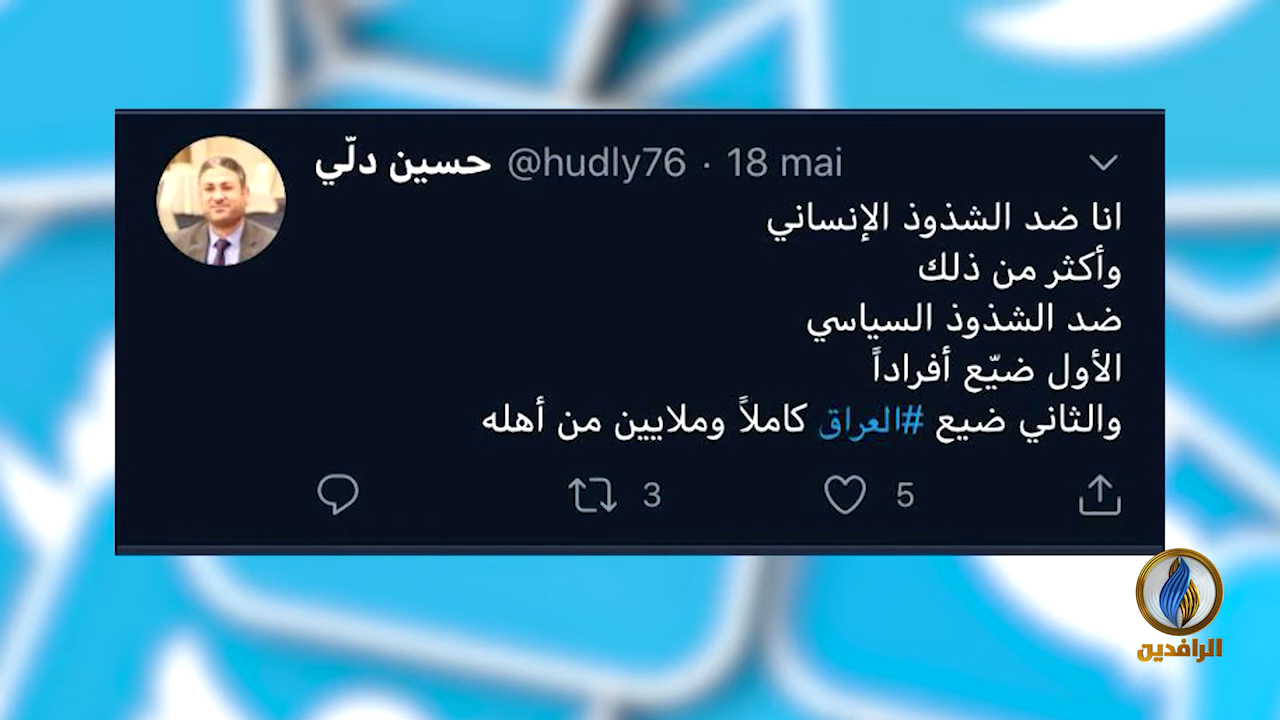 حسين دلّي @hudly76 · 18 mai
انا ضد الشذوذ الإنساني
وأكثر من ذلك
ضد الشذوذ السياسي
الأول ضيّع أفراداً
والثاني ضيع #العراق كاملاً وملايين من أهله
3 5
الرافدين